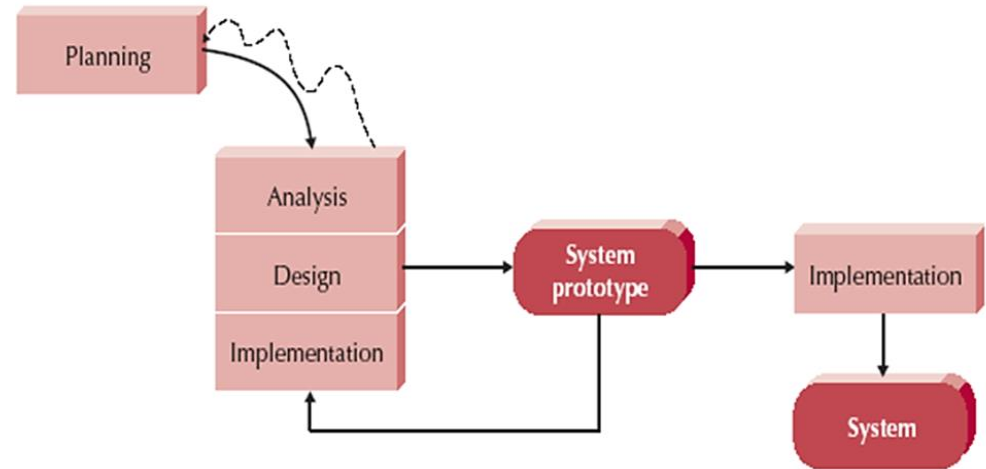 Planning
Analysis
Design
Implementation
System
prototype
Implementation
System